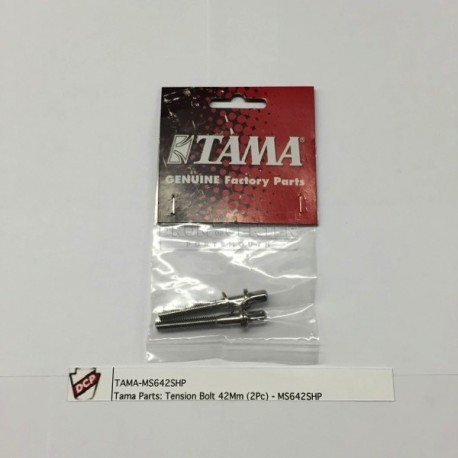 TAMA
GENUINE Factory Parts
DCP
TAMA-MS642SHP
Tama Parts: Tension Bolt 42Mm (2Pc) - MS642SHP